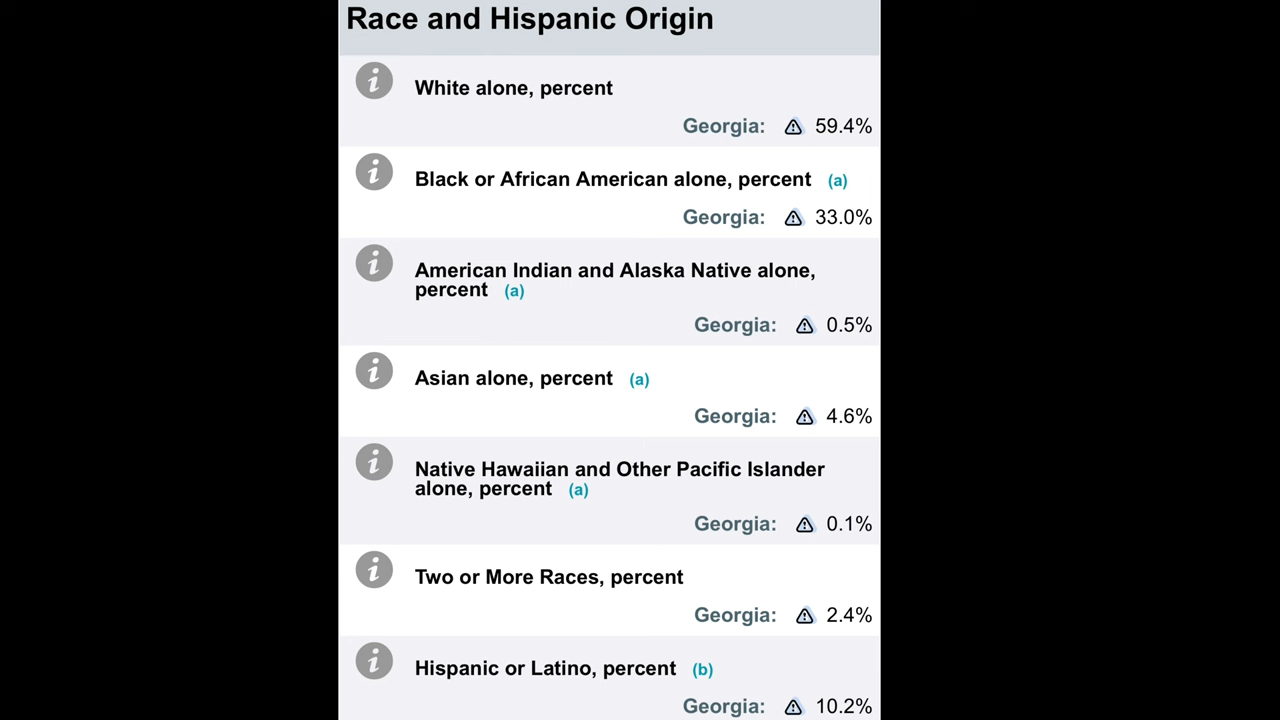 Race and Hispanic Origin
White alone, percent
Georgia: 59.4%
Black or African American alone, percent (a)
Georgia: 33.0%
American Indian and Alaska Native alone,
percent (a)
Georgia: 0.5%
Asian alone, percent (a)
Georgia: 4.6%
Native Hawaiian and Other Pacific Islander
alone, percent (a)
Georgia: 0.1%
Two or More Races, percent
Georgia: 2.4%
Hispanic or Latino, percent (b)
Georgia: 10.2%